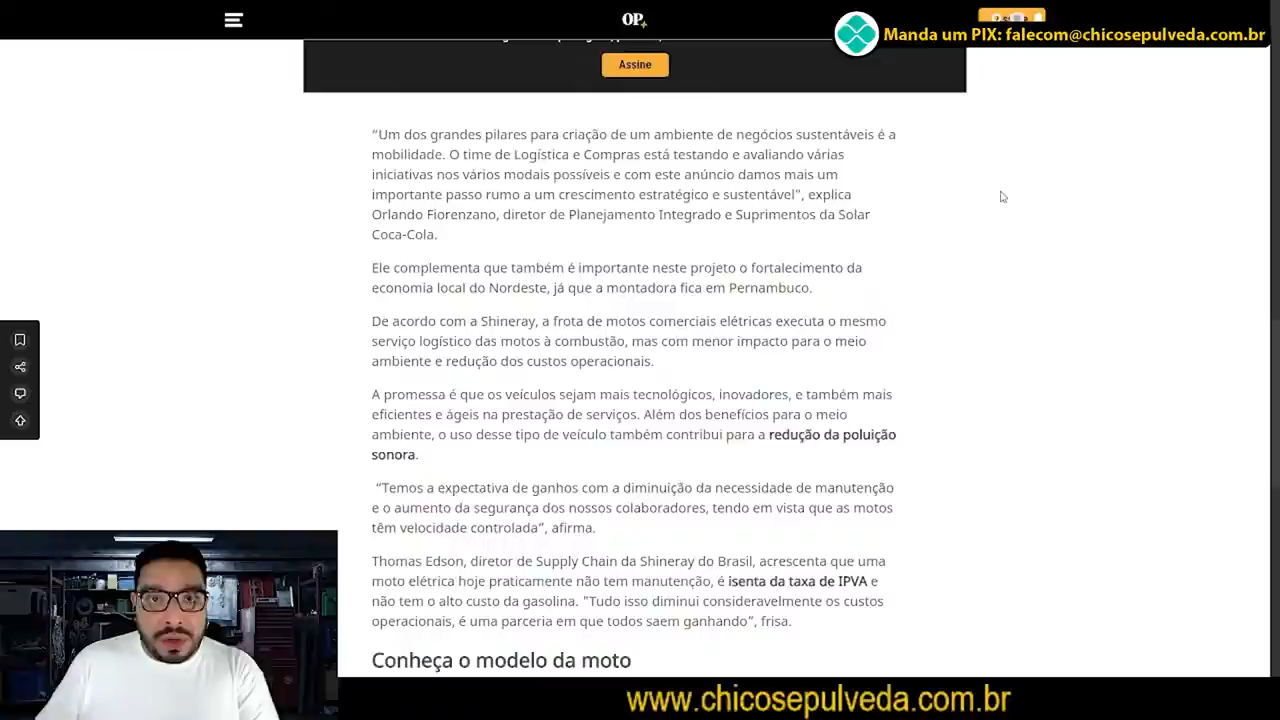 OP+
Manda um PIX: falecom@chicosepulveda.com.br
Assine
“Um dos grandes pilares para criação de um ambiente de negócios sustentáveis é a
mobilidade. O time de Logística e Compras está testando e avaliando várias
iniciativas nos vários modais possíveis e com este anúncio damos mais um
importante passo rumo a um crescimento estratégico e sustentável”, explica
Orlando Fiorenzano, diretor de Planejamento Integrado e Suprimentos da Solar
Coca-Cola.
Ele complementa que também é importante neste projeto o fortalecimento da
economia local do Nordeste, já que a montadora fica em Pernambuco.
De acordo com a Shineray, a frota de motos comerciais elétricas executa o mesmo
serviço logístico das motos à combustão, mas com menor impacto para o meio
ambiente e redução dos custos operacionais.
A promessa é que os veículos sejam mais tecnológicos, inovadores, e também mais
eficientes e ágeis na prestação de serviços. Além dos benefícios para o meio
ambiente, o uso desse tipo de veículo também contribui para a redução da poluição
sonora.
“Temos a expectativa de ganhos com a diminuição da necessidade de manutenção
e o aumento da segurança dos nossos colaboradores, tendo em vista que as motos
têm velocidade controlada”, afirma.
Thomas Edson, diretor de Supply Chain da Shineray do Brasil, acrescenta que uma
moto elétrica hoje praticamente não tem manutenção, é isenta da taxa de IPVA e
não tem o alto custo da gasolina. "Tudo isso diminui consideravelmente os custos
operacionais, é uma parceria em que todos saem ganhando”, frisa.
Conheça o modelo da moto
www.chicosepulveda.com.br